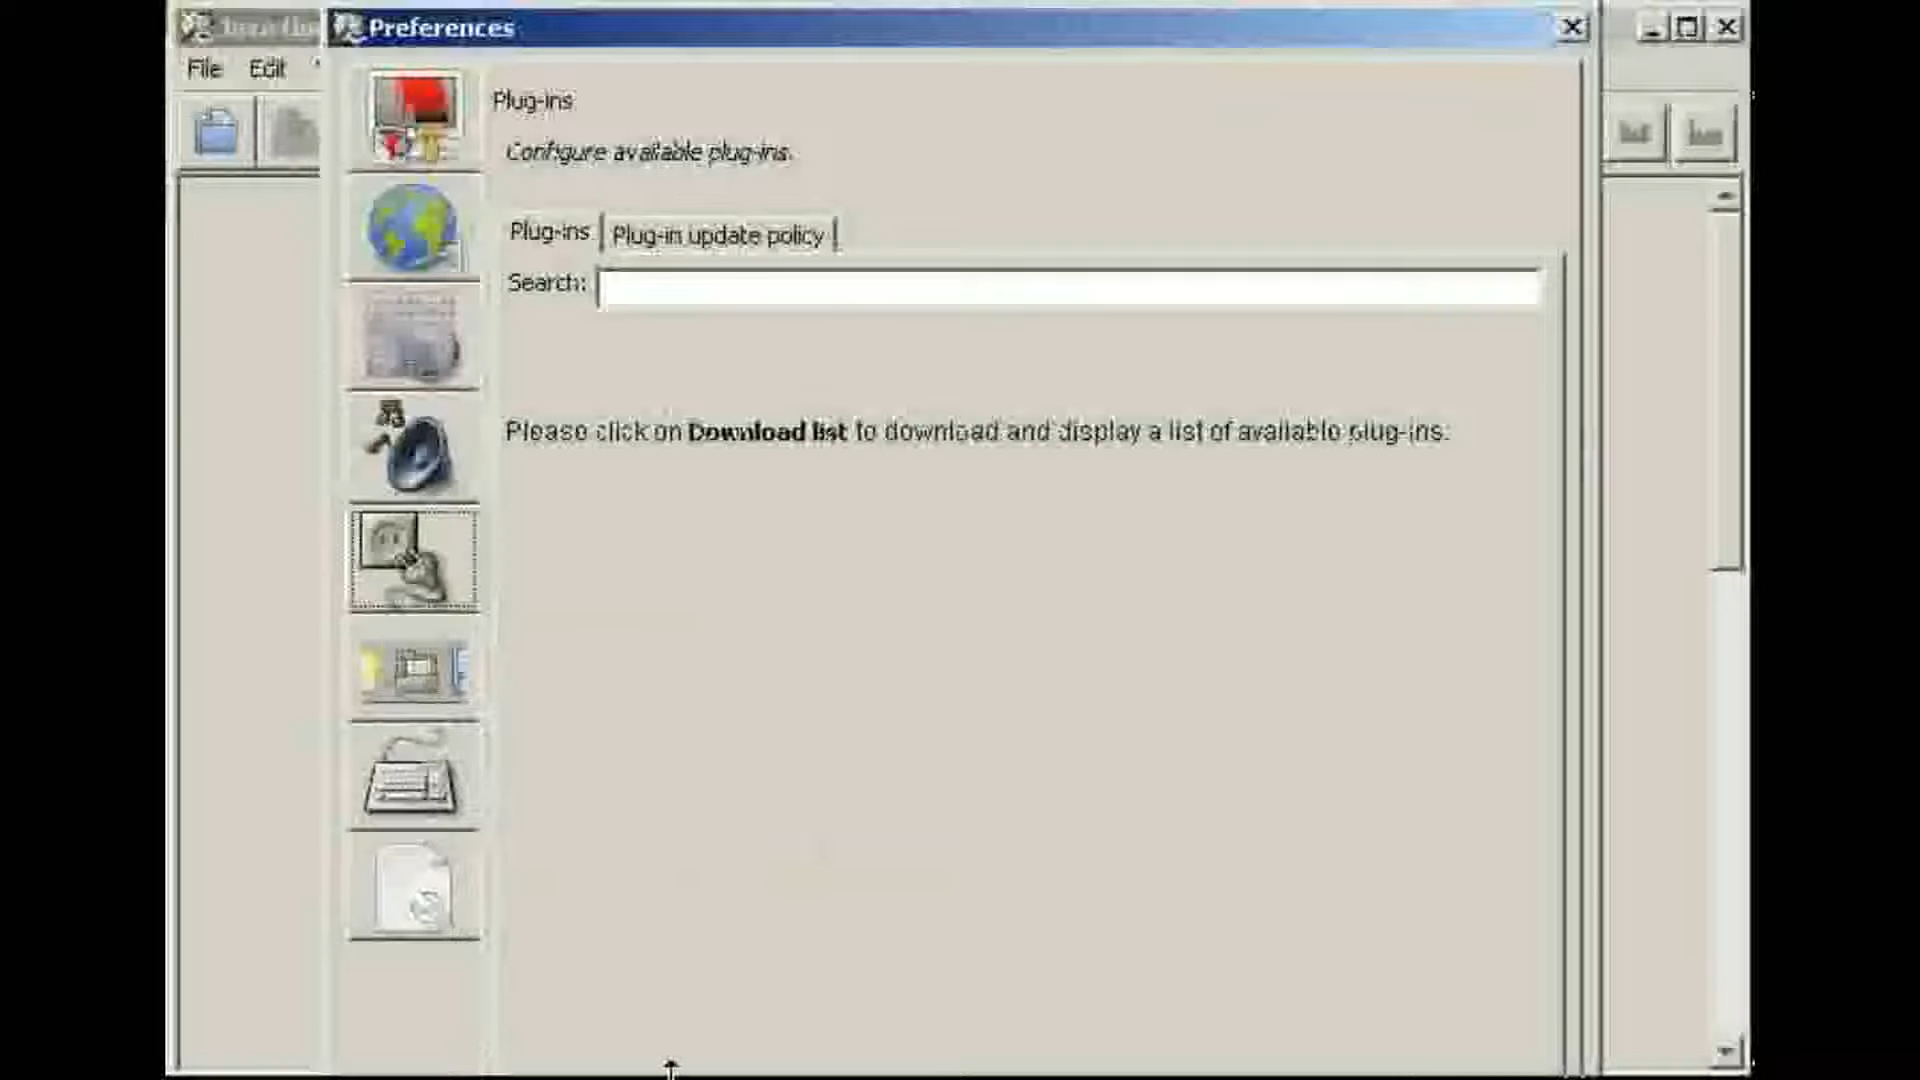 Preferences
File Edit
Plug-ins
Configure available plug-ins.
Plug-ins Plug-in update policy
Search:
Please click on Download list to download and display a list of available plug-ins.